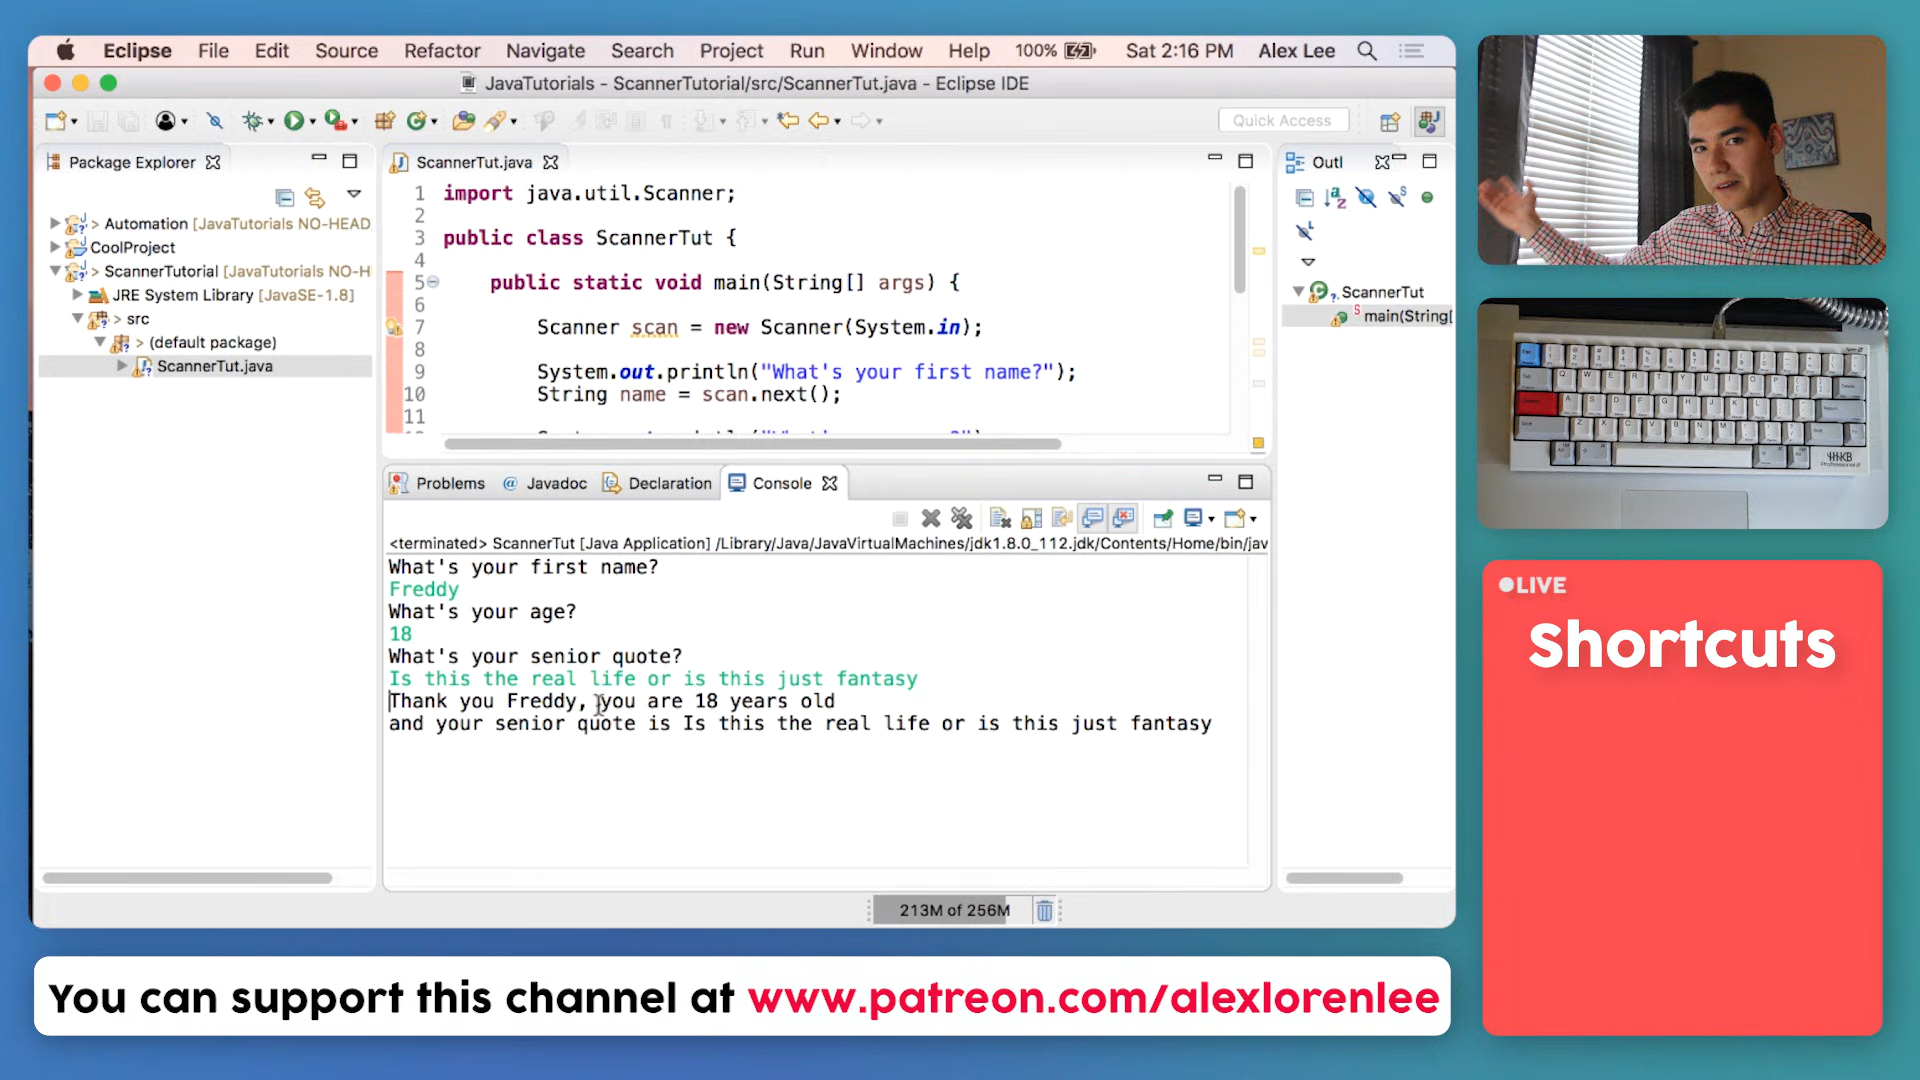 Eclipse File Edit Source Refactor Navigate Search Project Run Window Help 100% Sat 2:16 PM Alex Lee
JavaTutorials - ScannerTutorial/src/ScannerTut.java - Eclipse IDE
Quick Access
Package Explorer
> Automation [JavaTutorials NO-HEAD
CoolProject
> ScannerTutorial [JavaTutorials NO-H
JRE System Library [JavaSE-1.8]
> src
> (default package)
ScannerTut.java
ScannerTut.java
1 import java.util.Scanner;
2
3 public class ScannerTut {
4
5 public static void main(String[] args) {
6
7 Scanner scan = new Scanner(System.in);
8
9 System.out.println("What's your first name?");
10 String name = scan.next();
11
Outl
ScannerTut
main(String[
Problems @ Javadoc Declaration Console
<terminated> ScannerTut [Java Application] /Library/Java/JavaVirtualMachines/jdk1.8.0_112.jdk/Contents/Home/bin/jav
What's your first name?
Freddy
What's your age?
18
What's your senior quote?
Is this the real life or is this just fantasy
Thank you Freddy, you are 18 years old
and your senior quote is Is this the real life or is this just fantasy
213M of 256M
HHKB
Professional 2
LIVE
Shortcuts
You can support this channel at www.patreon.com/alexlorenlee